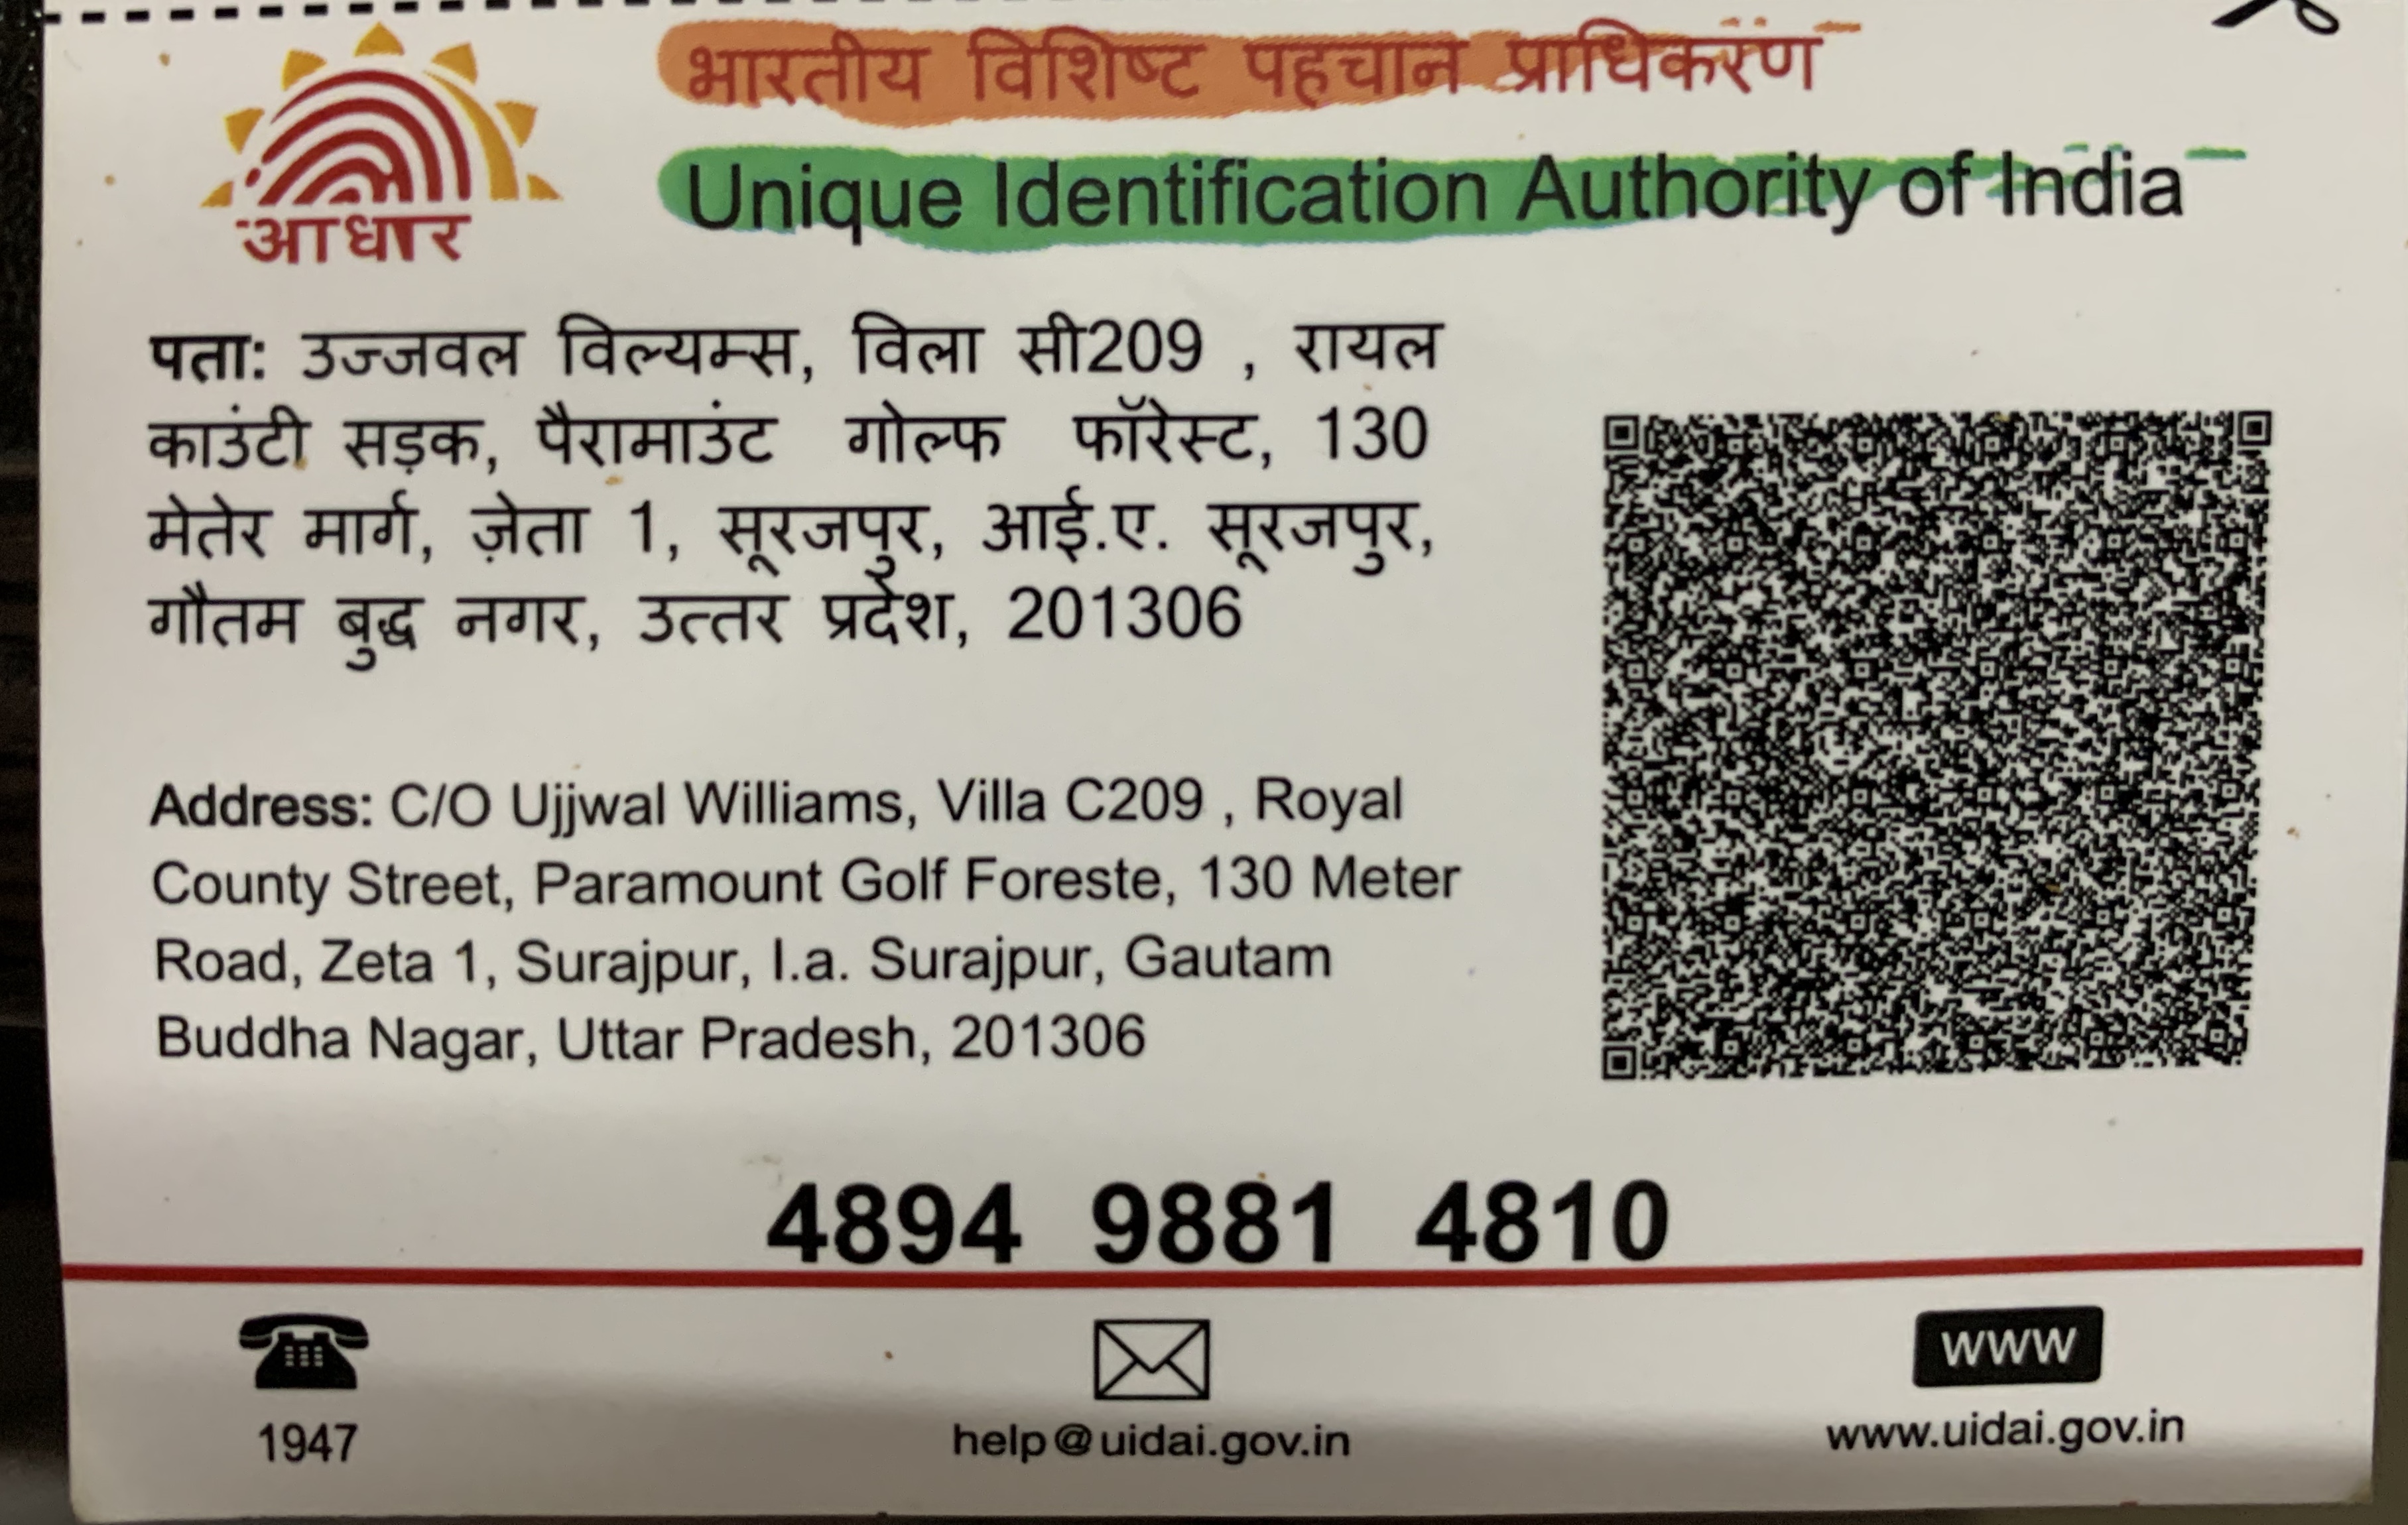 भारतीय विशिष्ट पहचान प्राधिकरण
Unique Identification Authority of India
आधार
पता: उज्जवल विल्यम्स, विला सी209 , रायल
काउंटी सड़क, पैरामाउंट गोल्फ फॉरेस्ट, 130
मेतेर मार्ग, ज़ेता 1, सूरजपुर, आई.ए. सूरजपुर,
गौतम बुद्ध नगर, उत्तर प्रदेश, 201306
Address: C/O Ujjwal Williams, Villa C209 , Royal
County Street, Paramount Golf Foreste, 130 Meter
Road, Zeta 1, Surajpur, I.a. Surajpur, Gautam
Buddha Nagar, Uttar Pradesh, 201306
4894 9881 4810
WWW
1947
help@uidai.gov.in
www.uidai.gov.in